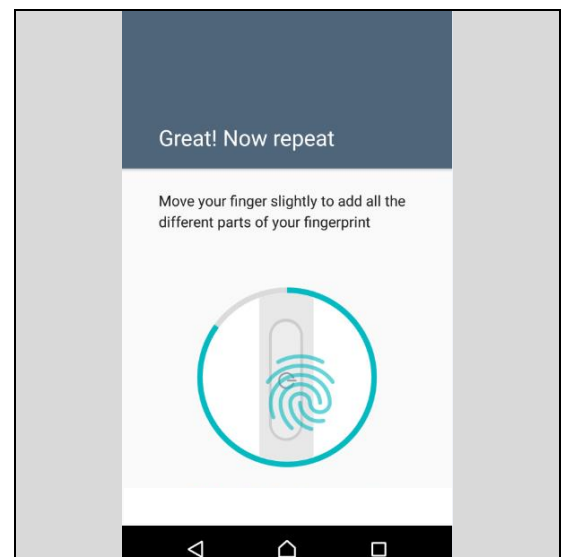 Great! Now repeat
Move your finger slightly to add all the
different parts of your fingerprint